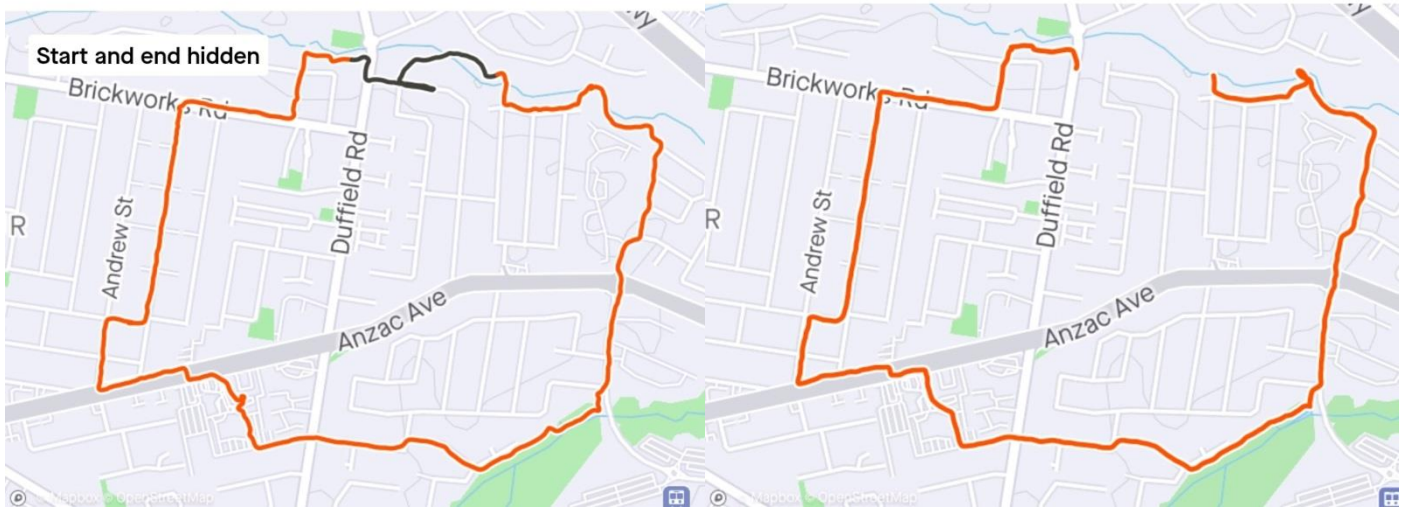 Start and end hidden
Brickworks Rd
Duffield Rd
Andrew St
R
Anzac Ave
Mapbox © OpenStreetMap
Brickworks Rd
Duffield Rd
Andrew St
R
Anzac Ave
Mapbox © OpenStreetMap